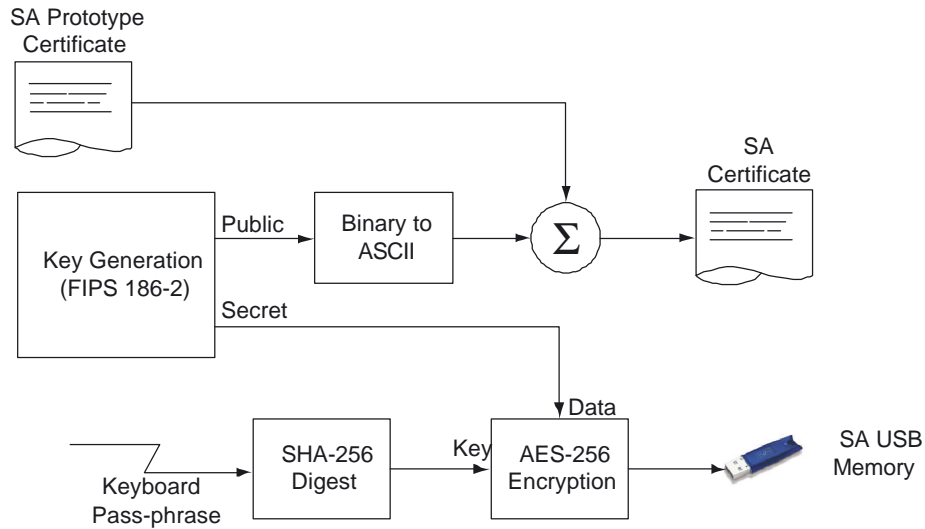 SA Prototype
Certificate
SA
Certificate
Key Generation
(FIPS 186-2)
Public
Binary to
ASCII
Σ
Secret
Data
Keyboard
Pass-phrase
SHA-256
Digest
Key
AES-256
Encryption
SA USB
Memory